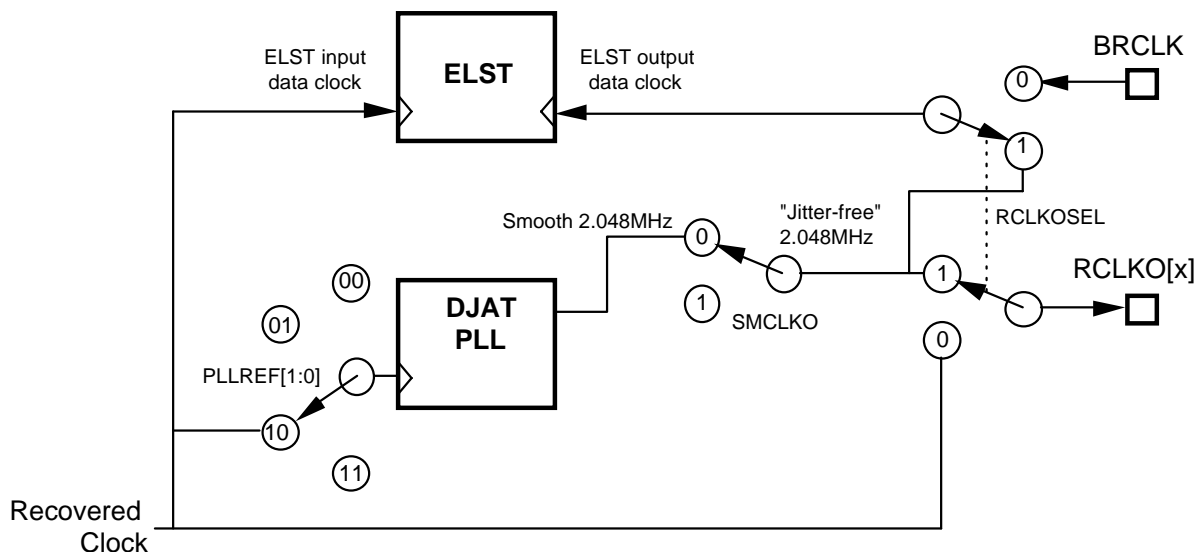 ELST input
data clock
ELST
ELST output
data clock
BRCLK
0
1
RCLKOSEL
Smooth 2.048MHz
0
"Jitter-free"
2.048MHz
1
SMCLKO
1
RCLKO[x]
0
00
01
DJAT
PLL
PLLREF[1:0]
10
11
Recovered
Clock